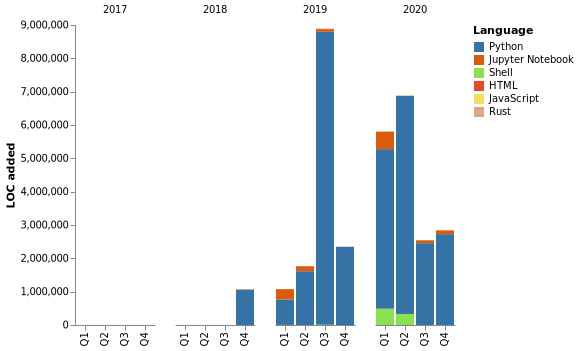 2017 2018 2019 2020
Language
Python
Jupyter Notebook
Shell
HTML
JavaScript
Rust
LOC added
9,000,000
8,000,000
7,000,000
6,000,000
5,000,000
4,000,000
3,000,000
2,000,000
1,000,000
0
Q1 Q2 Q3 Q4 Q1 Q2 Q3 Q4 Q1 Q2 Q3 Q4 Q1 Q2 Q3 Q4